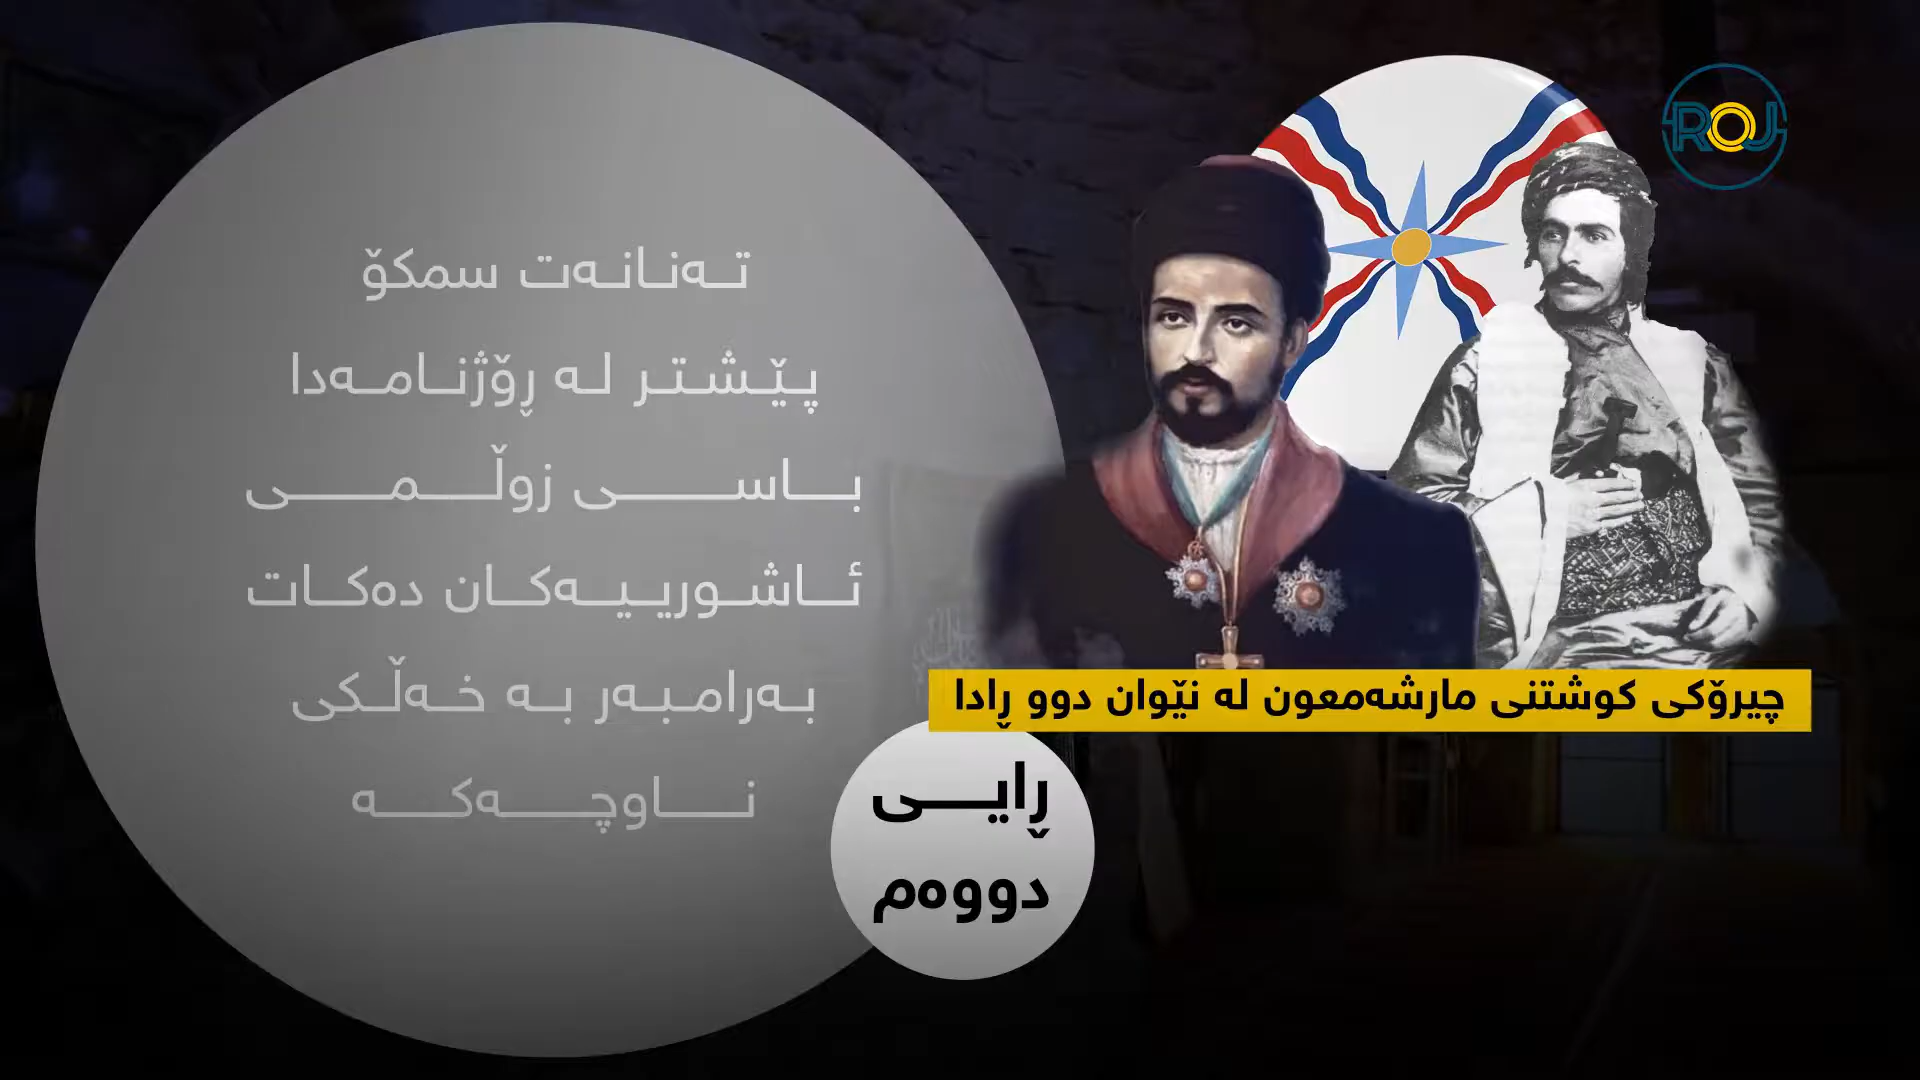 ROJ
تەنانەت سمکۆ
پێشتر لە ڕۆژنامەدا
باسی زوڵمی
ئاشورییەکان دەکات
بەرامبەر بە خەڵکی
ناوچەکە
چیرۆکی کوشتنی مارشەمعون لە نێوان دوو ڕادا
ڕایی
دووەم